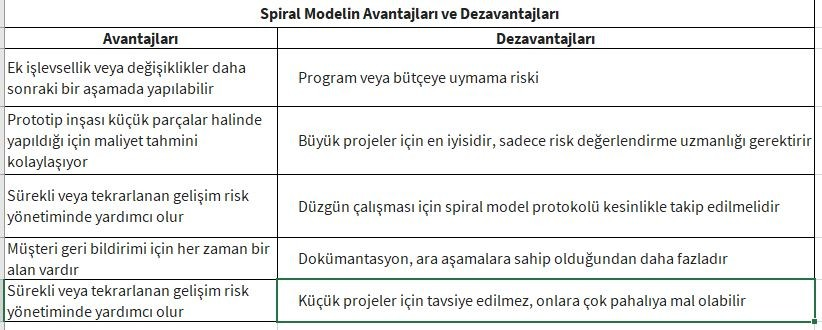 Spiral Modelin Avantajları ve Dezavantajları
Avantajları
Dezavantajları
Ek işlevsellik veya değişiklikler daha
sonraki bir aşamada yapılabilir
Program veya bütçeye uymama riski
Prototip inşası küçük parçalar halinde
yapıldığı için maliyet tahmini
kolaylaşıyor
Büyük projeler için en iyisidir, sadece risk değerlendirme uzmanlığı gerektirir
Sürekli veya tekrarlanan gelişim risk
yönetiminde yardımcı olur
Düzgün çalışması için spiral model protokolü kesinlikle takip edilmelidir
Müşteri geri bildirimi için her zaman bir
alan vardır
Dokümantasyon, ara aşamalara sahip olduğundan daha fazladır
Sürekli veya tekrarlanan gelişim risk
yönetiminde yardımcı olur
Küçük projeler için tavsiye edilmez, onlara çok pahalıya mal olabilir